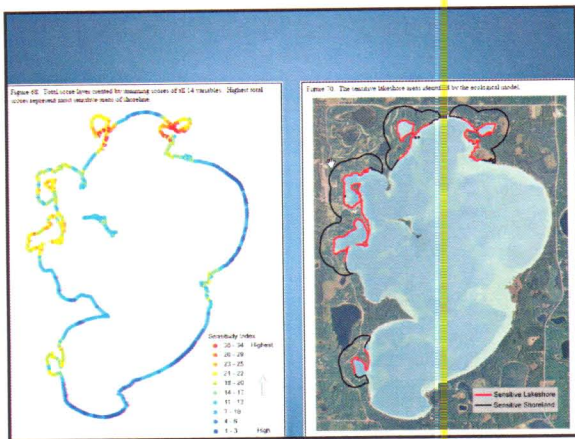 Figure 68. Total score layer created by summing scores of all 14 variables. Highest total
scores represent most sensitive areas of shoreline.
Figure 70. The sensitive lakeshore areas identified by the ecological model.
Sensitivity Index
30 - 34 Highest
26 - 29
23 - 25
21 - 22
18 - 20
14 - 17
11 - 13
7 - 10
4 - 6
1 - 3 High
Sensitive Lakeshore
Sensitive Shoreland